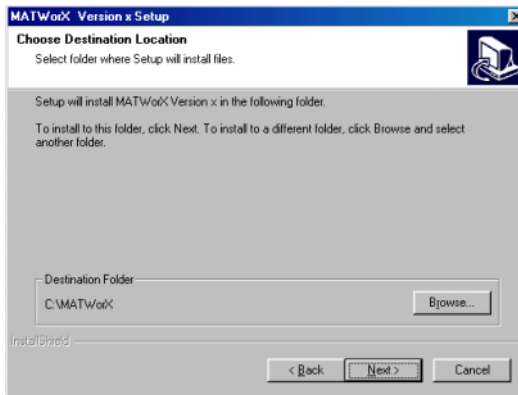 MATWorX Version x Setup
Choose Destination Location
Select folder where Setup will install files.
Setup will install MATWorX Version x in the following folder.
To install to this folder, click Next. To install to a different folder, click Browse and select
another folder.
Destination Folder
C:\MATWorX
Browse...
InstallShield
< Back
Next >
Cancel